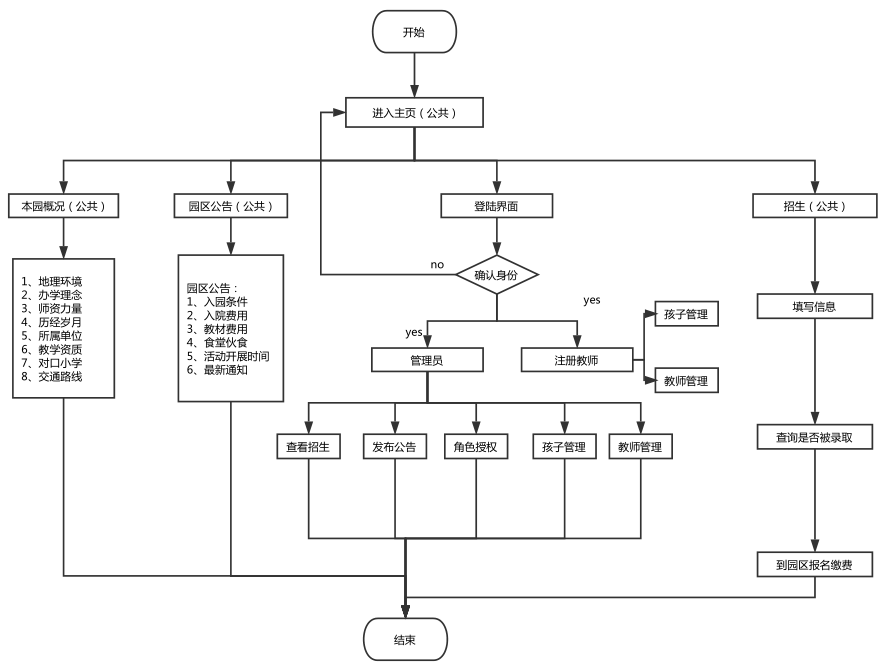 开始
进入主页（公共）
本园概况（公共）
园区公告（公共）
登陆界面
招生（公共）
1、地理环境
2、办学理念
3、师资力量
4、历经岁月
5、所属单位
6、教学资质
7、对口小学
8、交通路线
园区公告：
1、入园条件
2、入院费用
3、教材费用
4、食堂伙食
5、活动开展时间
6、最新通知
no
确认身份
yes
yes
管理员
注册教师
孩子管理
教师管理
填写信息
查看招生
发布公告
角色授权
孩子管理
教师管理
查询是否被录取
到园区报名缴费
结束